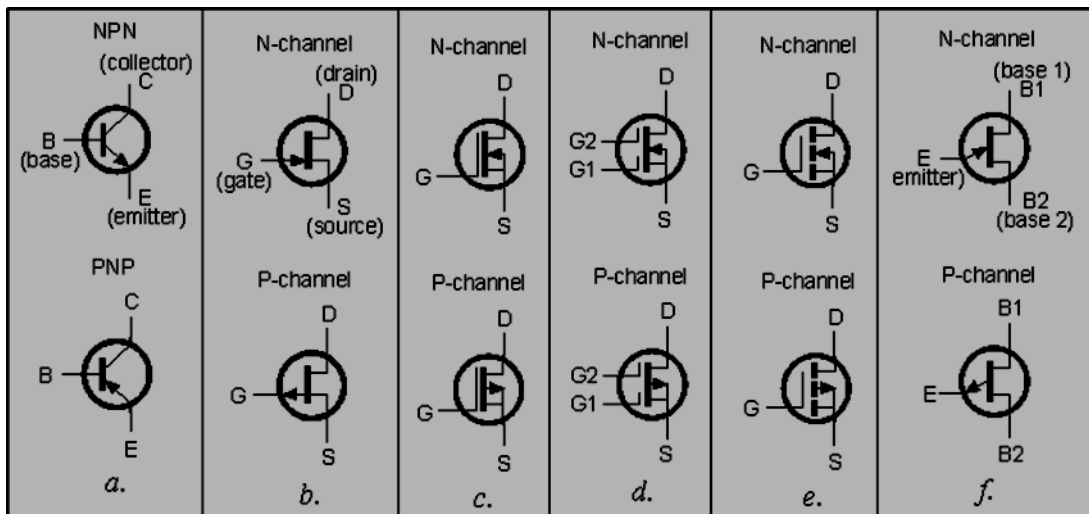 NPN
(collector)
C
B
(base)
E
(emitter)
PNP
C
B
E
a.
N-channel
(drain)
D
G
(gate)
S
(source)
P-channel
D
G
S
b.
N-channel
D
G
S
P-channel
D
G
S
c.
N-channel
D
G2
G1
S
P-channel
D
G2
G1
S
d.
N-channel
D
G
S
P-channel
D
G
S
e.
N-channel
(base 1)
B1
E
emitter)
B2
(base 2)
P-channel
B1
E
B2
f.